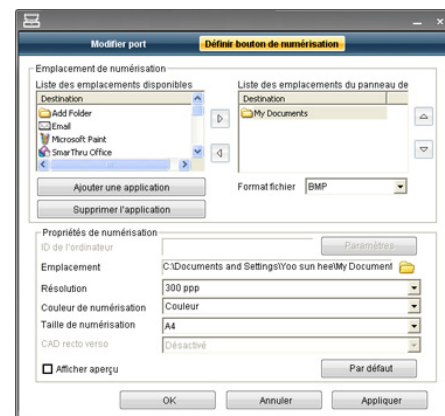 Modifier port
Définir bouton de numérisation
Emplacement de numérisation
Liste des emplacements disponibles
Liste des emplacements du panneau de
Destination
Destination
Add Folder
My Documents
Email
Microsoft Paint
SmarThru Office
Ajouter une application
Format fichier
BMP
Supprimer l'application
Propriétés de numérisation
ID de l'ordinateur
Paramètres
Emplacement
C:\Documents and Settings\Yoo sun hee\My Document
Résolution
300 ppp
Couleur de numérisation
Couleur
Taille de numérisation
A4
CAD recto verso
Désactivé
Afficher aperçu
Par défaut
OK
Annuler
Appliquer